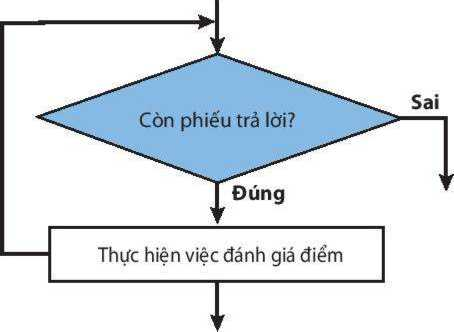 Còn phiếu trả lời?
Sai
Đúng
Thực hiện việc đánh giá điểm